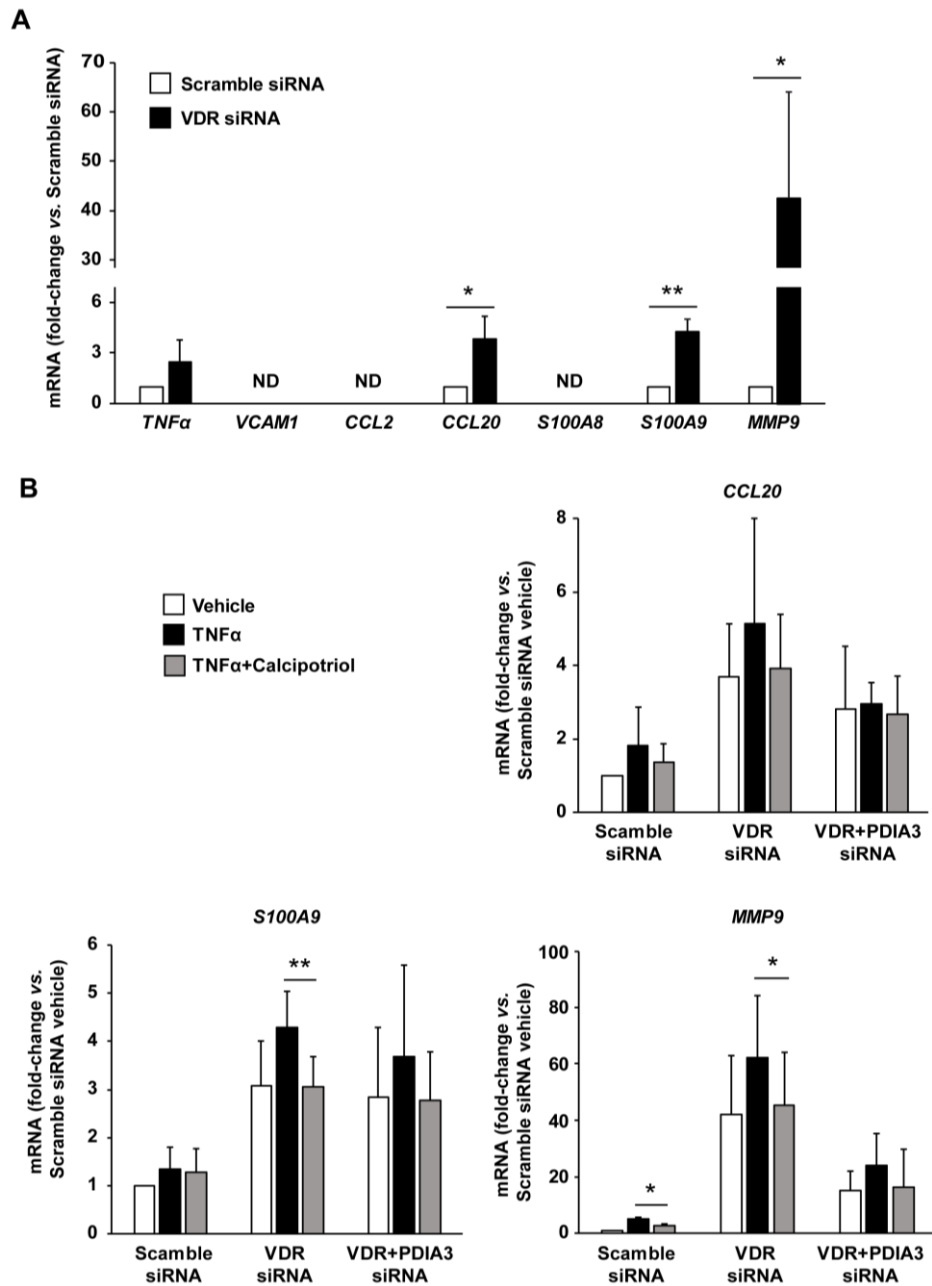 A
mRNA (fold-change vs. Scramble siRNA)
70
60
50
40
30
6
3
0
Scramble siRNA
VDR siRNA
*
*
**
ND
ND
ND
TNFα
VCAM1
CCL2
CCL20
S100A8
S100A9
MMP9
B
Vehicle
TNFα
TNFα+Calcipotriol
CCL20
mRNA (fold-change vs.
Scramble siRNA vehicle)
8
6
4
2
0
Scamble
siRNA
VDR
siRNA
VDR+PDIA3
siRNA
S100A9
mRNA (fold-change vs.
Scramble siRNA vehicle)
6
5
4
3
2
1
0
**
Scamble
siRNA
VDR
siRNA
VDR+PDIA3
siRNA
MMP9
mRNA (fold-change vs.
Scramble siRNA vehicle)
100
80
60
40
20
0
*
*
Scamble
siRNA
VDR
siRNA
VDR+PDIA3
siRNA